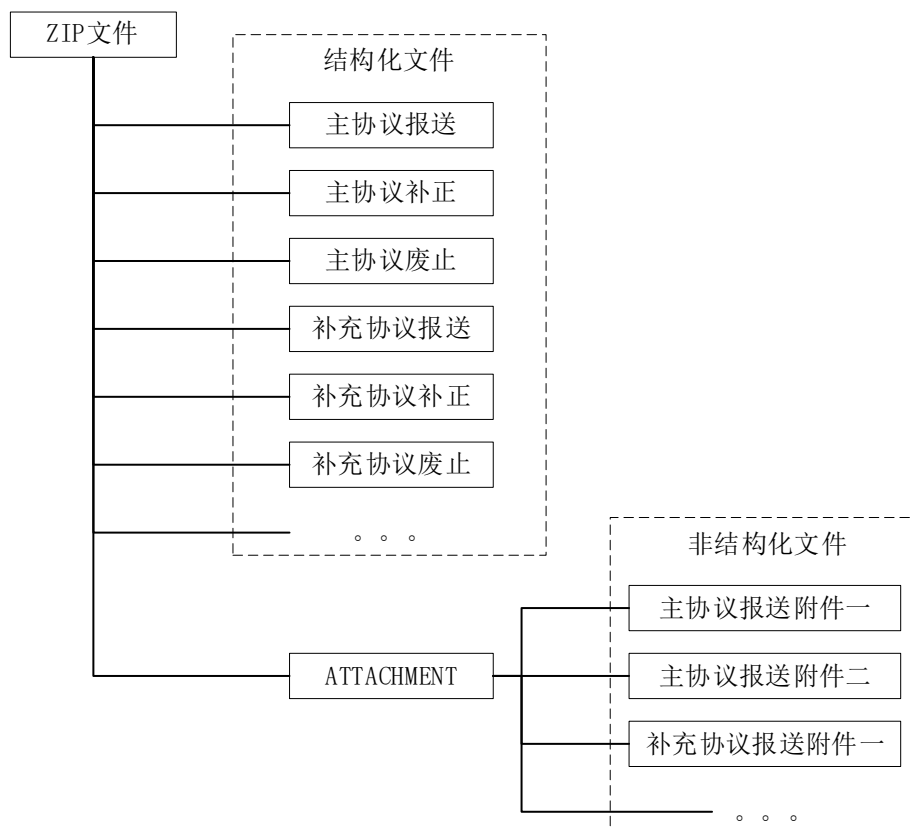 ZIP文件
结构化文件
主协议报送
主协议补正
主协议废止
补充协议报送
补充协议补正
补充协议废止
。。。
非结构化文件
主协议报送附件一
ATTACHMENT
主协议报送附件二
补充协议报送附件一
。。。